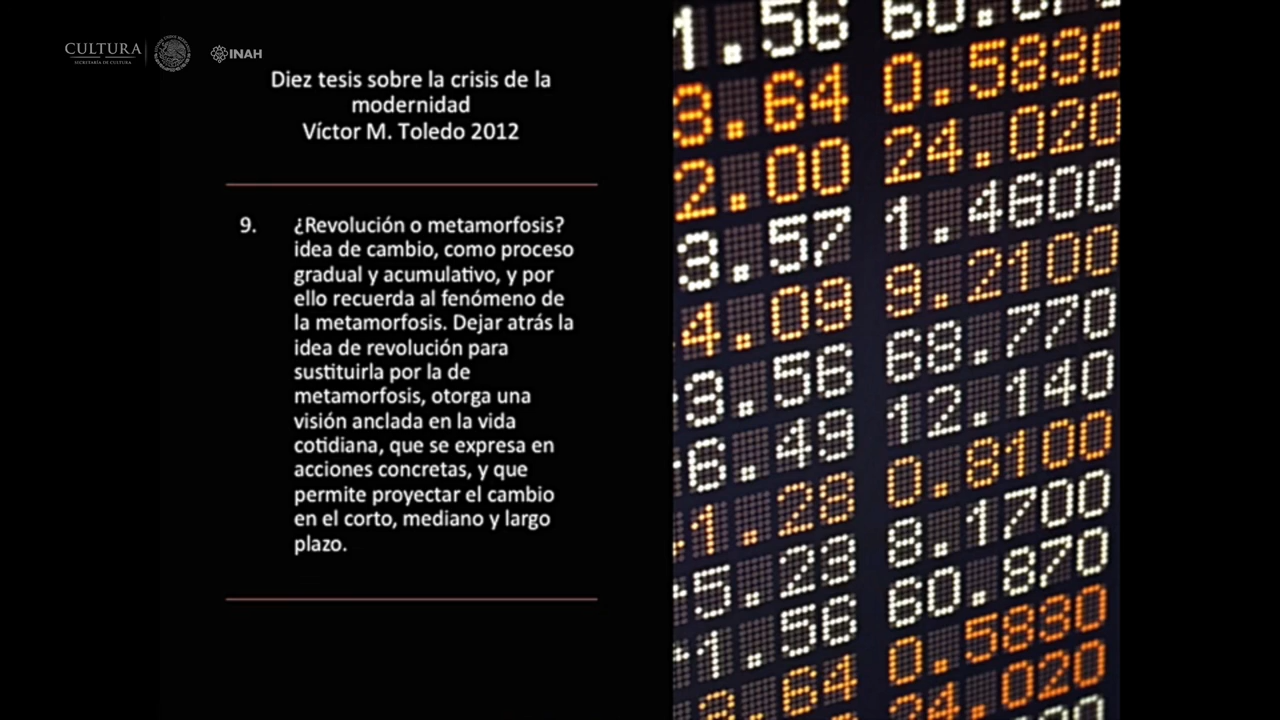 CULTURA
SECRETARÍA DE CULTURA
INAH
Diez tesis sobre la crisis de la
modernidad
Víctor M. Toledo 2012
9. ¿Revolución o metamorfosis?
idea de cambio, como proceso
gradual y acumulativo, y por
ello recuerda al fenómeno de
la metamorfosis. Dejar atrás la
idea de revolución para
sustituirla por la de
metamorfosis, otorga una
visión anclada en la vida
cotidiana, que se expresa en
acciones concretas, y que
permite proyectar el cambio
en el corto, mediano y largo
plazo.
1.56
3.64 0.5830
2.00 24.020
3.57 1.4600
4.09 9.2100
8.56 68.770
6.49 12.140
1.28 0.8100
5.29 8.1700
1.56 60.870
3.64 0.5830
24.020